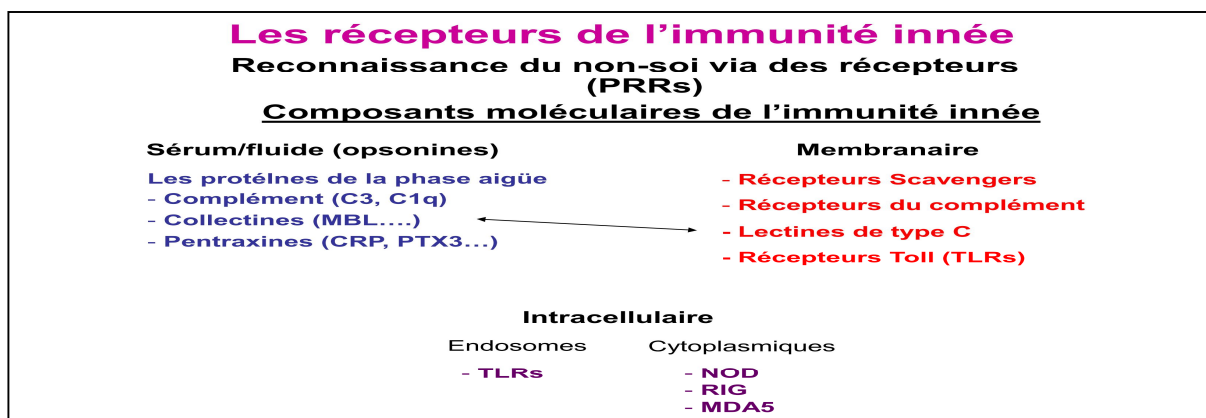 Les récepteurs de l’immunité innée
Reconnaissance du non-soi via des récepteurs
(PRRs)
Composants moléculaires de l’immunité innée
Sérum/fluide (opsonines)
Les protéInes de la phase aigüe
- Complément (C3, C1q)
- Collectines (MBL....)
- Pentraxines (CRP, PTX3...)
Membranaire
- Récepteurs Scavengers
- Récepteurs du complément
- Lectines de type C
- Récepteurs Toll (TLRs)
Intracellulaire
Endosomes
- TLRs
Cytoplasmiques
- NOD
- RIG
- MDA5